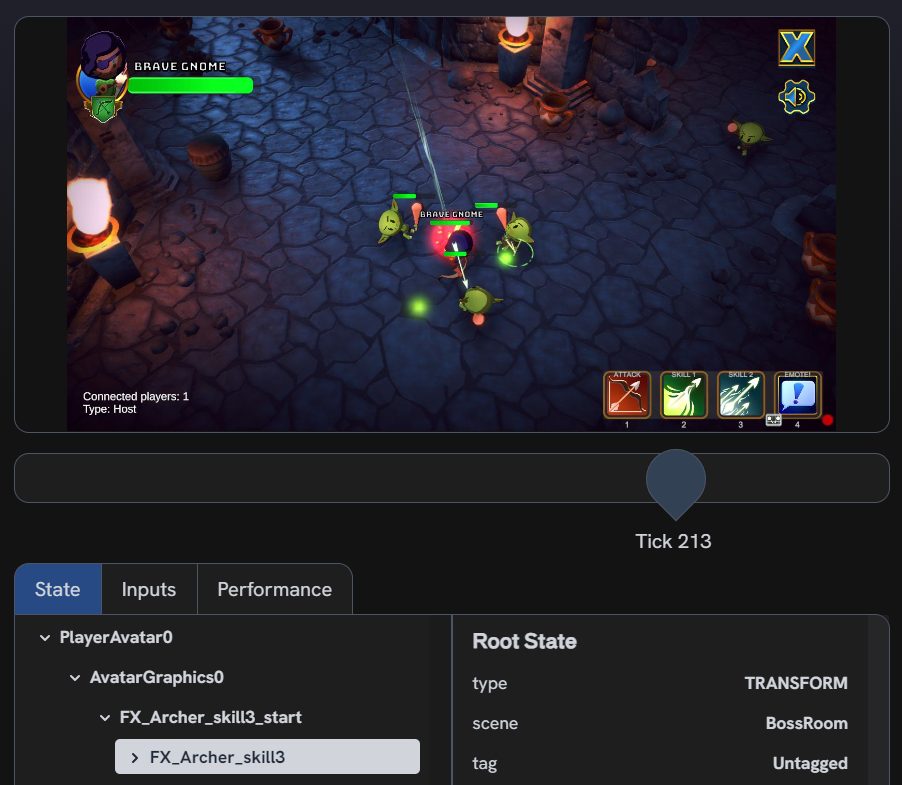 BRAVE GNOME
BRAVE GNOME
Connected players: 1
Type: Host
ATTACK SKILL 1 SKILL 2 EMOTE!
1 2 3 4
Tick 213
State Inputs Performance
PlayerAvatar0
AvatarGraphics0
FX_Archer_skill3_start
FX_Archer_skill3
Root State
type TRANSFORM
scene BossRoom
tag Untagged